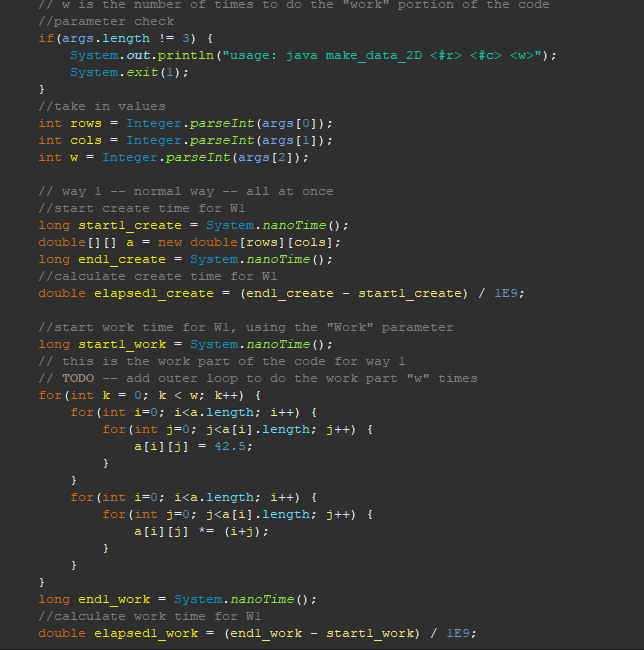 // w is the number of times to do the "work" portion of the code
//parameter check
if(args.length != 3) {
System.out.println("usage: java make_data_2D <#r> <#c> <w>");
System.exit(1);
}
//take in values
int rows = Integer.parseInt(args[0]);
int cols = Integer.parseInt(args[1]);
int w = Integer.parseInt(args[2]);
// way 1 -- normal way -- all at once
//start create time for W1
long start1_create = System.nanoTime();
double[][] a = new double[rows][cols];
long end1_create = System.nanoTime();
//calculate create time for W1
double elapsed1_create = (end1_create - start1_create) / 1E9;
//start work time for W1, using the "Work" parameter
long start1_work = System.nanoTime();
// this is the work part of the code for way 1
// TODO -- add outer loop to do the work part "w" times
for(int k = 0; k < w; k++) {
for(int i=0; i<a.length; i++) {
for(int j=0; j<a[i].length; j++) {
a[i][j] = 42.5;
}
}
for(int i=0; i<a.length; i++) {
for(int j=0; j<a[i].length; j++) {
a[i][j] *= (i+j);
}
}
}
long end1_work = System.nanoTime();
//calculate work time for W1
double elapsed1_work = (end1_work - start1_work) / 1E9;